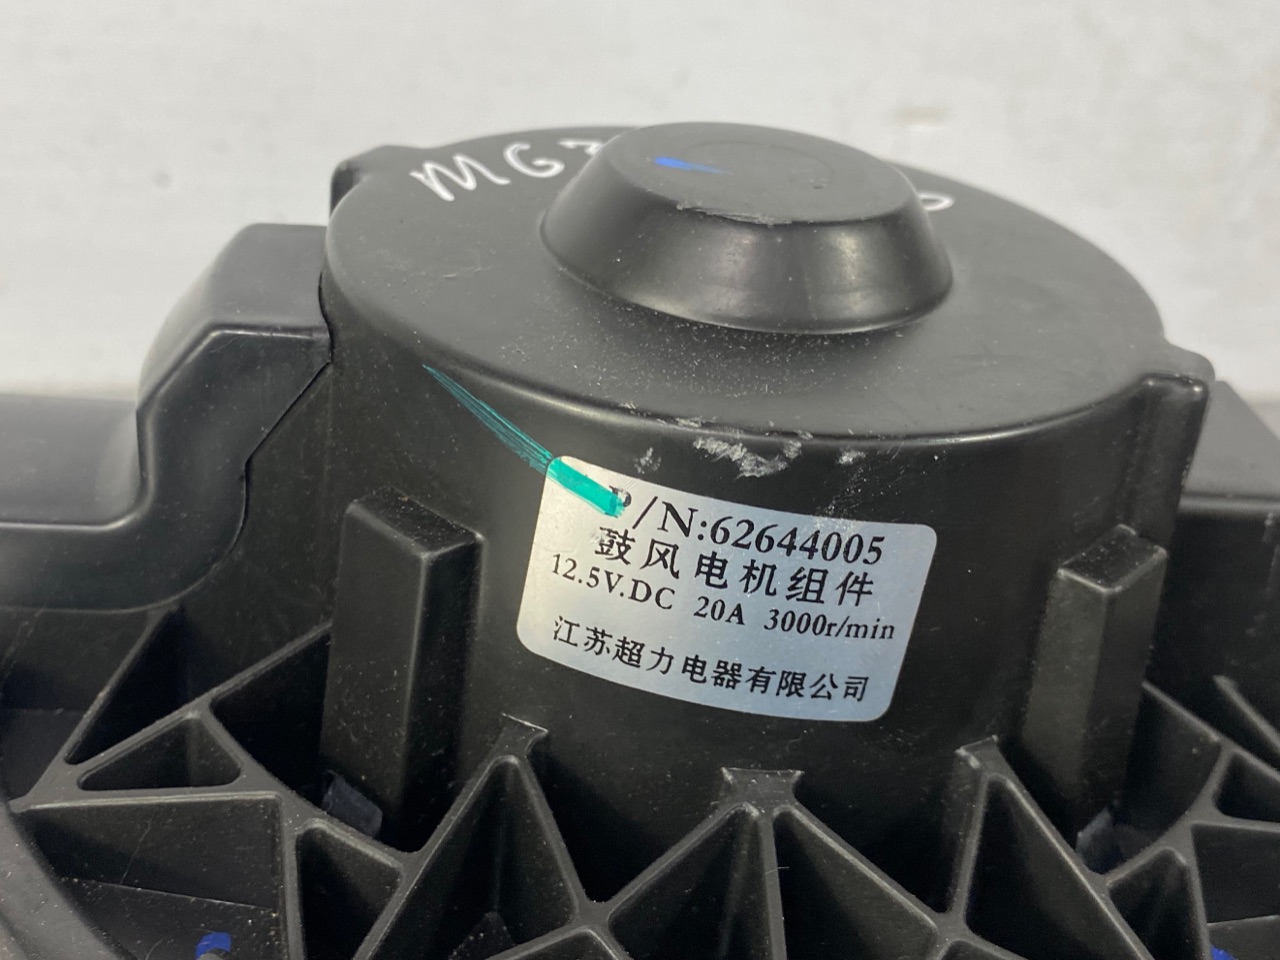 MG3
P/N:62644005
鼓风电机组件
12.5V.DC 20A 3000r/min
江苏超力电器有限公司